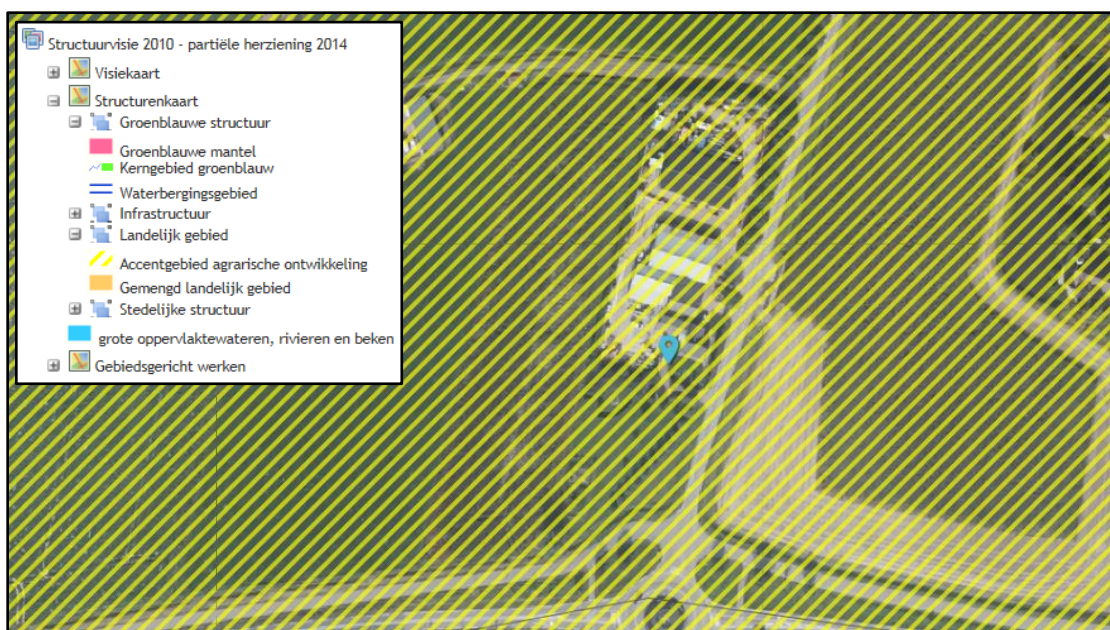 Structuurvisie 2010 - partiële herziening 2014
Visiekaart
Structurenkaart
Groenblauwe structuur
Groenblauwe mantel
Kerngebied groenblauw
Waterbergingsgebied
Infrastructuur
Landelijk gebied
Accentgebied agrarische ontwikkeling
Gemengd landelijk gebied
Stedelijke structuur
grote oppervlaktewateren, rivieren en beken
Gebiedsgericht werken